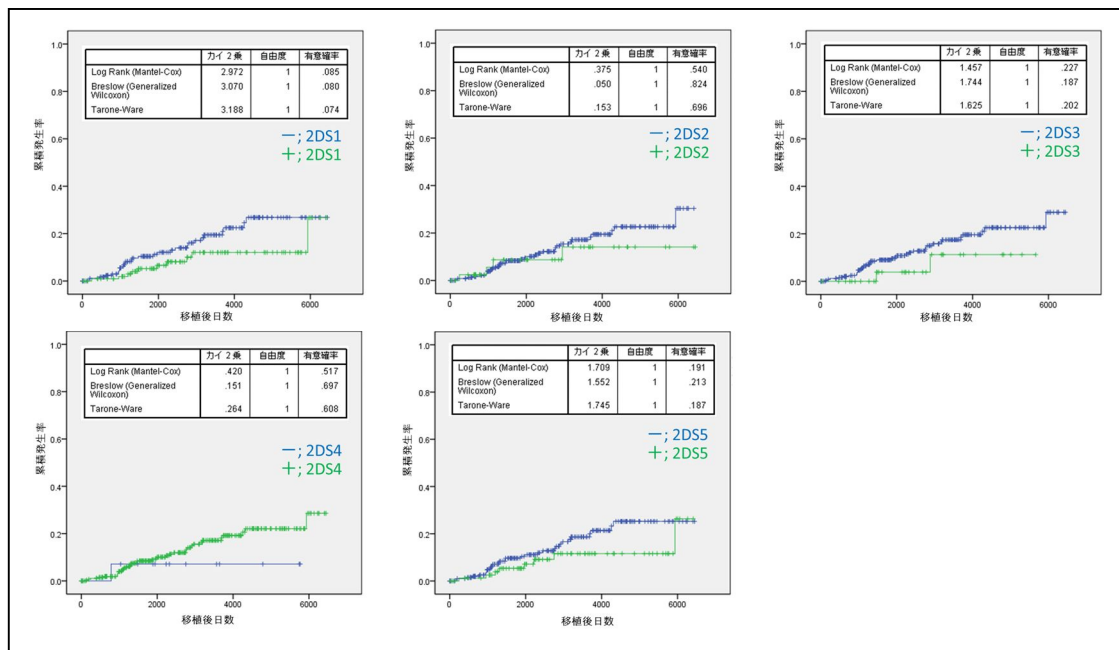 1.0
0.8
0.6
0.4
0.2
0.0
累積発生率
カイ 2 乗 自由度 有意確率
Log Rank (Mantel-Cox) 2.972 1 .085
Breslow (Generalized Wilcoxon) 3.070 1 .080
Tarone-Ware 3.188 1 .074
－; 2DS1
＋; 2DS1
0 2000 4000 6000
移植後日数
1.0
0.8
0.6
0.4
0.2
0.0
累積発生率
カイ 2 乗 自由度 有意確率
Log Rank (Mantel-Cox) .375 1 .540
Breslow (Generalized Wilcoxon) .050 1 .824
Tarone-Ware .153 1 .696
－; 2DS2
＋; 2DS2
0 2000 4000 6000
移植後日数
1.0
0.8
0.6
0.4
0.2
0.0
累積発生率
カイ 2 乗 自由度 有意確率
Log Rank (Mantel-Cox) 1.457 1 .227
Breslow (Generalized Wilcoxon) 1.744 1 .187
Tarone-Ware 1.625 1 .202
－; 2DS3
＋; 2DS3
0 2000 4000 6000
移植後日数
1.0
0.8
0.6
0.4
0.2
0.0
累積発生率
カイ 2 乗 自由度 有意確率
Log Rank (Mantel-Cox) .420 1 .517
Breslow (Generalized Wilcoxon) .151 1 .697
Tarone-Ware .264 1 .608
－; 2DS4
＋; 2DS4
0 2000 4000 6000
移植後日数
1.0
0.8
0.6
0.4
0.2
0.0
累積発生率
カイ 2 乗 自由度 有意確率
Log Rank (Mantel-Cox) 1.709 1 .191
Breslow (Generalized Wilcoxon) 1.552 1 .213
Tarone-Ware 1.745 1 .187
－; 2DS5
＋; 2DS5
0 2000 4000 6000
移植後日数